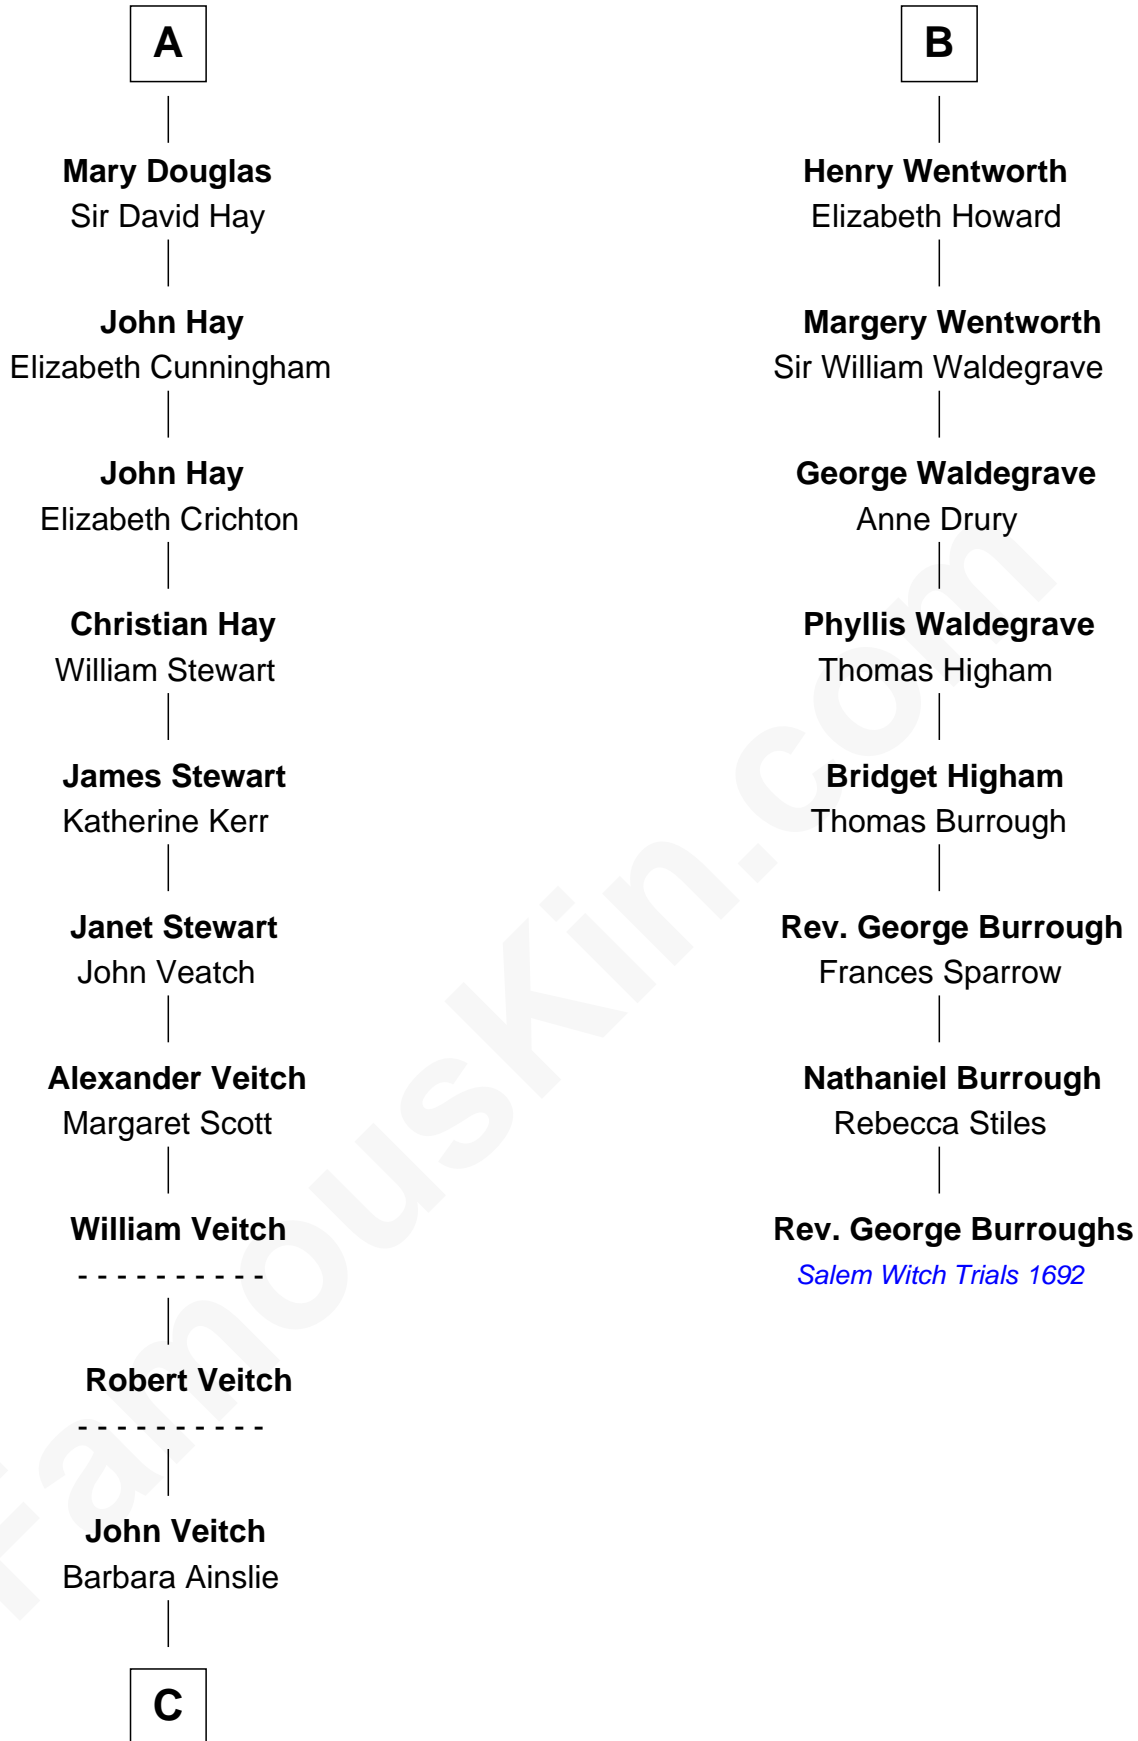 A
Mary Douglas
Sir David Hay
John Hay
Elizabeth Cunningham
John Hay
Elizabeth Crichton
Christian Hay
William Stewart
James Stewart
Katherine Kerr
Janet Stewart
John Veatch
Alexander Veitch
Margaret Scott
William Veitch
- - - - - - - - - -
Robert Veitch
- - - - - - - - - -
John Veitch
Barbara Ainslie
C
B
Henry Wentworth
Elizabeth Howard
Margery Wentworth
Sir William Waldegrave
George Waldegrave
Anne Drury
Phyllis Waldegrave
Thomas Higham
Bridget Higham
Thomas Burrough
Rev. George Burrough
Frances Sparrow
Nathaniel Burrough
Rebecca Stiles
Rev. George Burroughs
Salem Witch Trials 1692
FamousKin.com